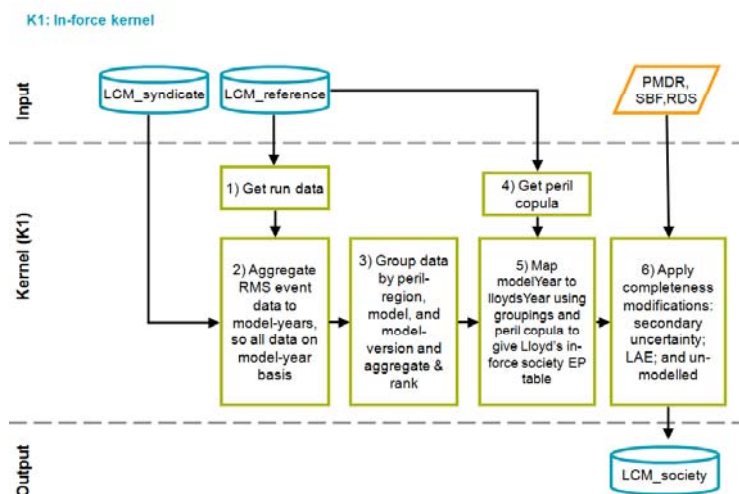 K1: In-force kernel
Input
LCM_syndicate
LCM_reference
PMDR,
SBF,RDS
Kernel (K1)
1) Get run data
4) Get peril
copula
2) Aggregate
RMS event
data to
model-years,
so all data on
model-year
basis
3) Group data
by peril-
region,
model, and
model-
version and
aggregate &
rank
5) Map
modelYear to
lloydsYear using
groupings and
peril copula to
give Lloyd's in-
force society EP
table
6) Apply
completeness
modifications:
secondary
uncertainty;
LAE; and un-
modelled
Output
LCM_society